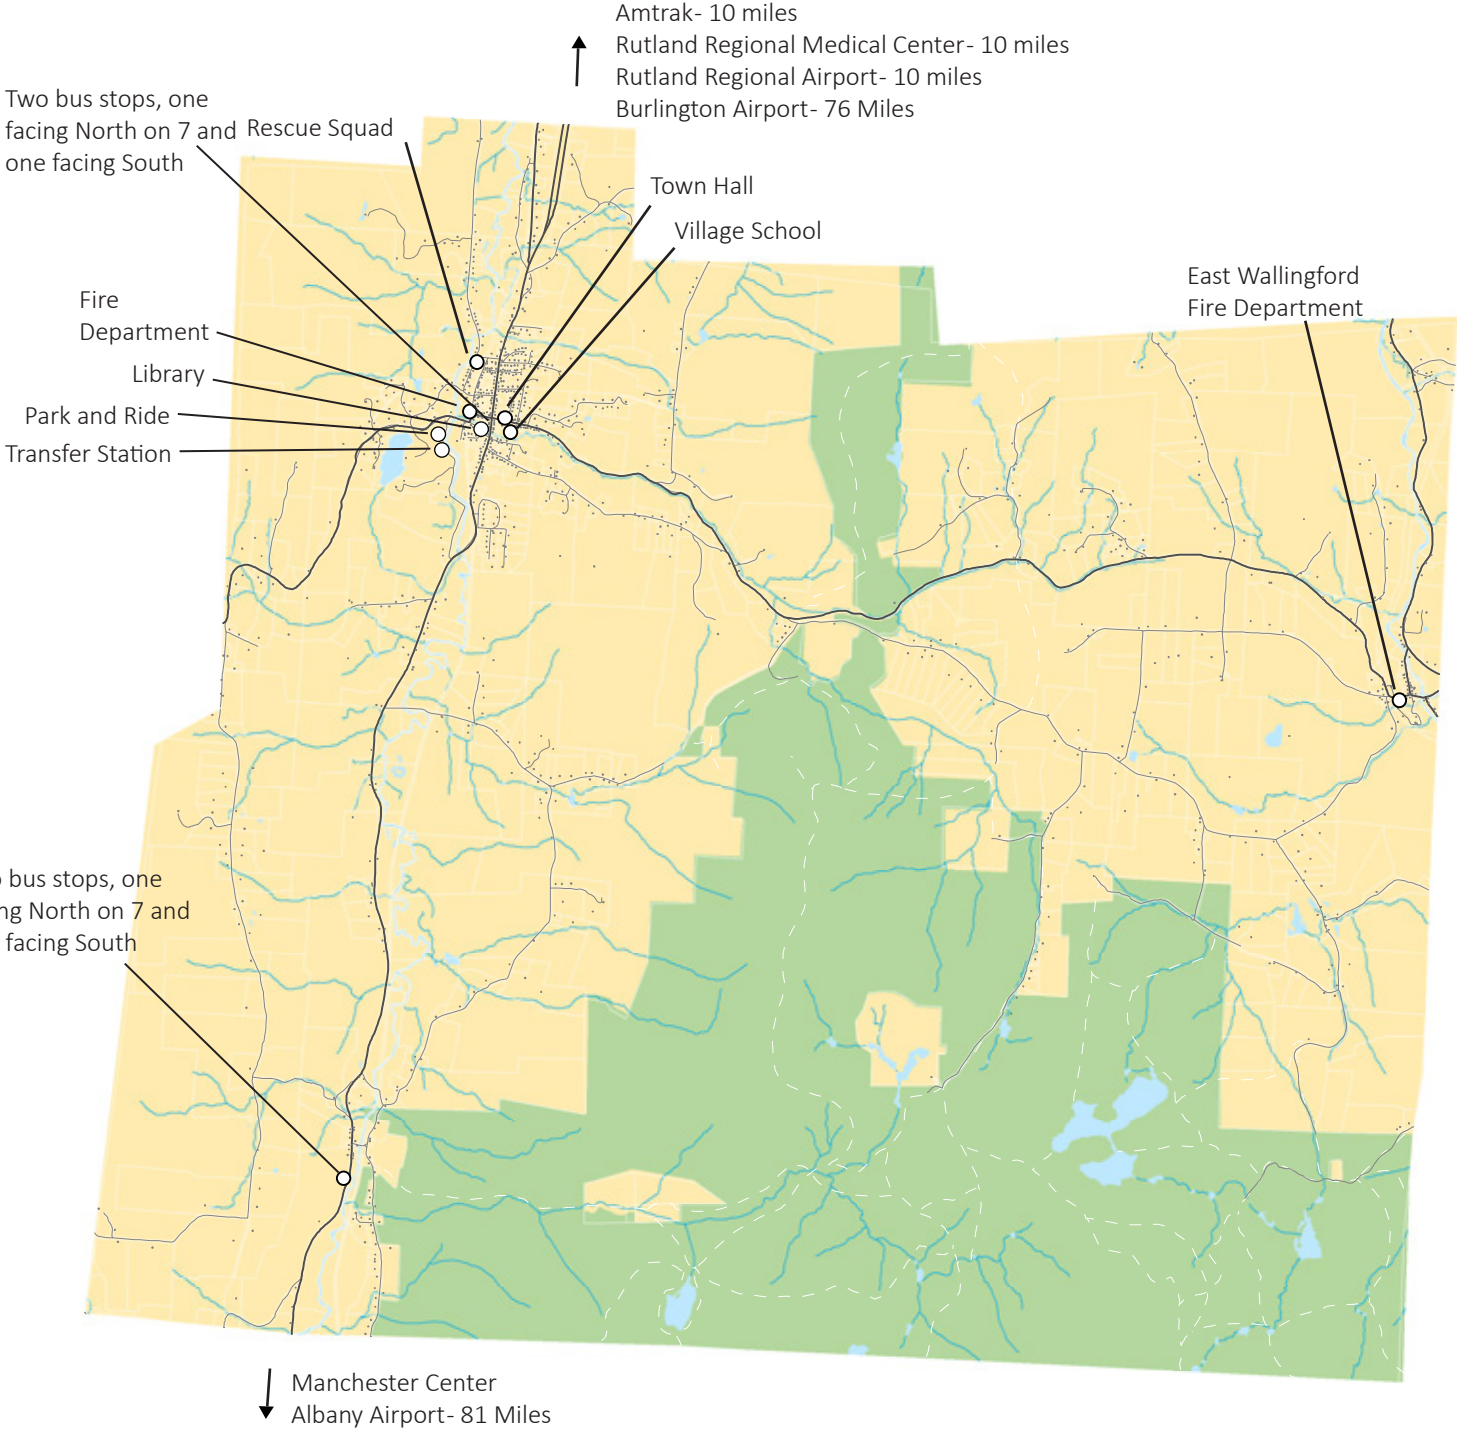 Amtrak- 10 miles
Rutland Regional Medical Center- 10 miles
Rutland Regional Airport- 10 miles
Burlington Airport- 76 Miles
Two bus stops, one
facing North on 7 and
one facing South
Rescue Squad
Town Hall
Village School
East Wallingford
Fire Department
Fire
Department
Library
Park and Ride
Transfer Station
bus stops, one
North on 7 and
facing South
Manchester Center
Albany Airport- 81 Miles